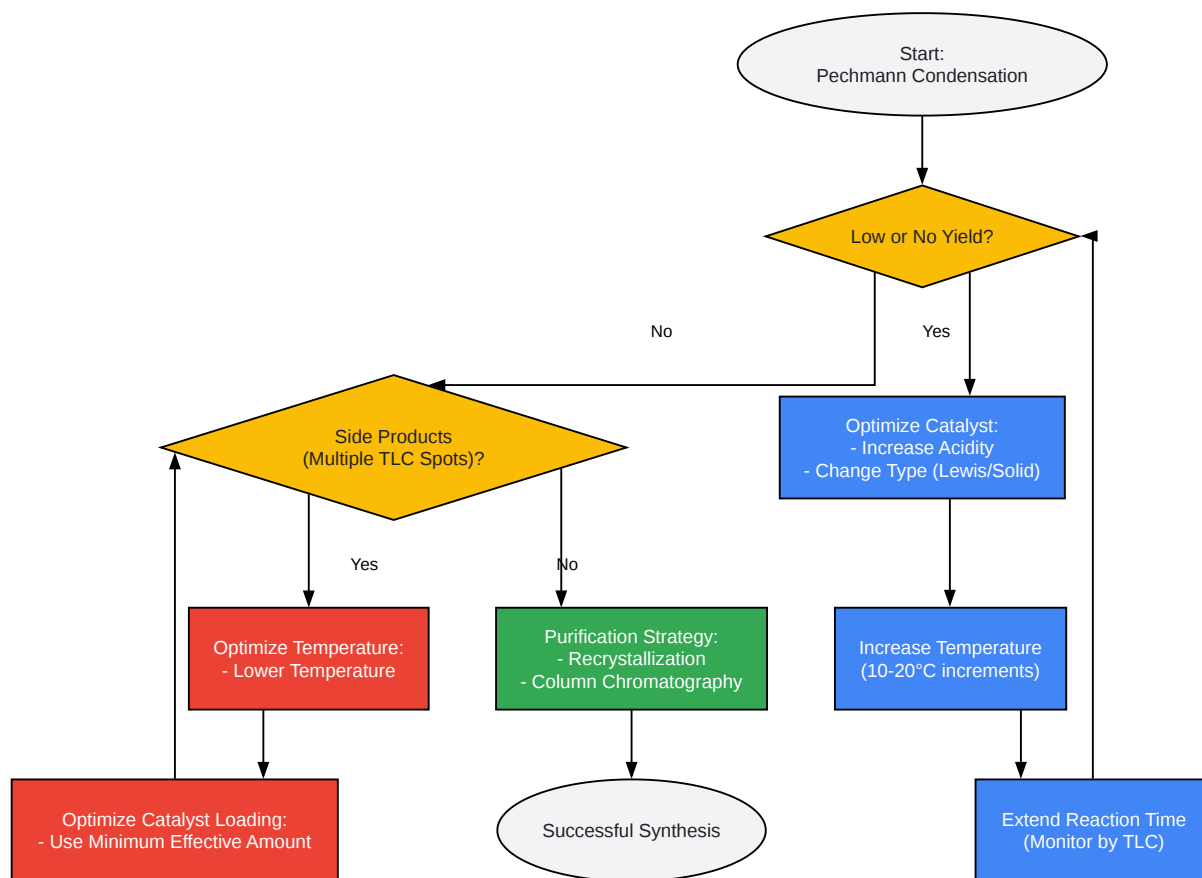 Start:
Pechmann Condensation
Low or No Yield?
No
Yes
Side Products
(Multiple TLC Spots)?
Optimize Catalyst:
- Increase Acidity
- Change Type (Lewis/Solid)
Yes
No
Optimize Temperature:
- Lower Temperature
Purification Strategy:
- Recrystallization
- Column Chromatography
Increase Temperature
(10-20°C increments)
Optimize Catalyst Loading:
- Use Minimum Effective Amount
Successful Synthesis
Extend Reaction Time
(Monitor by TLC)